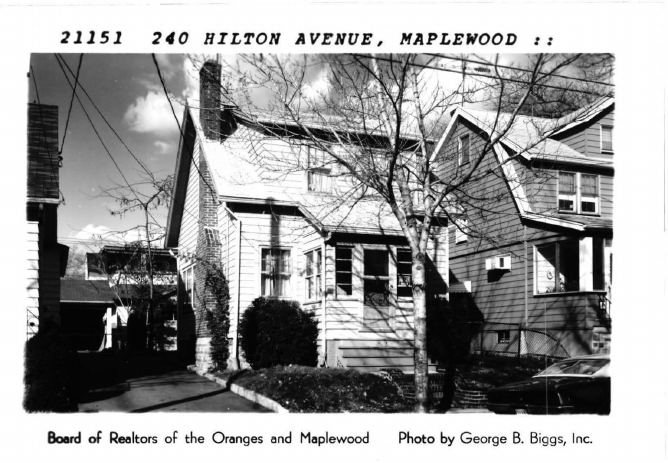 21151 240 HILTON AVENUE, MAPLEWOOD ::
Board of Realtors of the Oranges and Maplewood Photo by George B. Biggs, Inc.